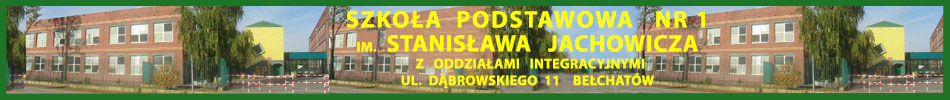 SZKOŁA PODSTAWOWA NR 1
IM. STANISŁAWA JACHOWICZA
Z ODDZIAŁAMI INTEGRACYJNYMI
UL. DĄBROWSKIEGO 11 BEŁCHATÓW